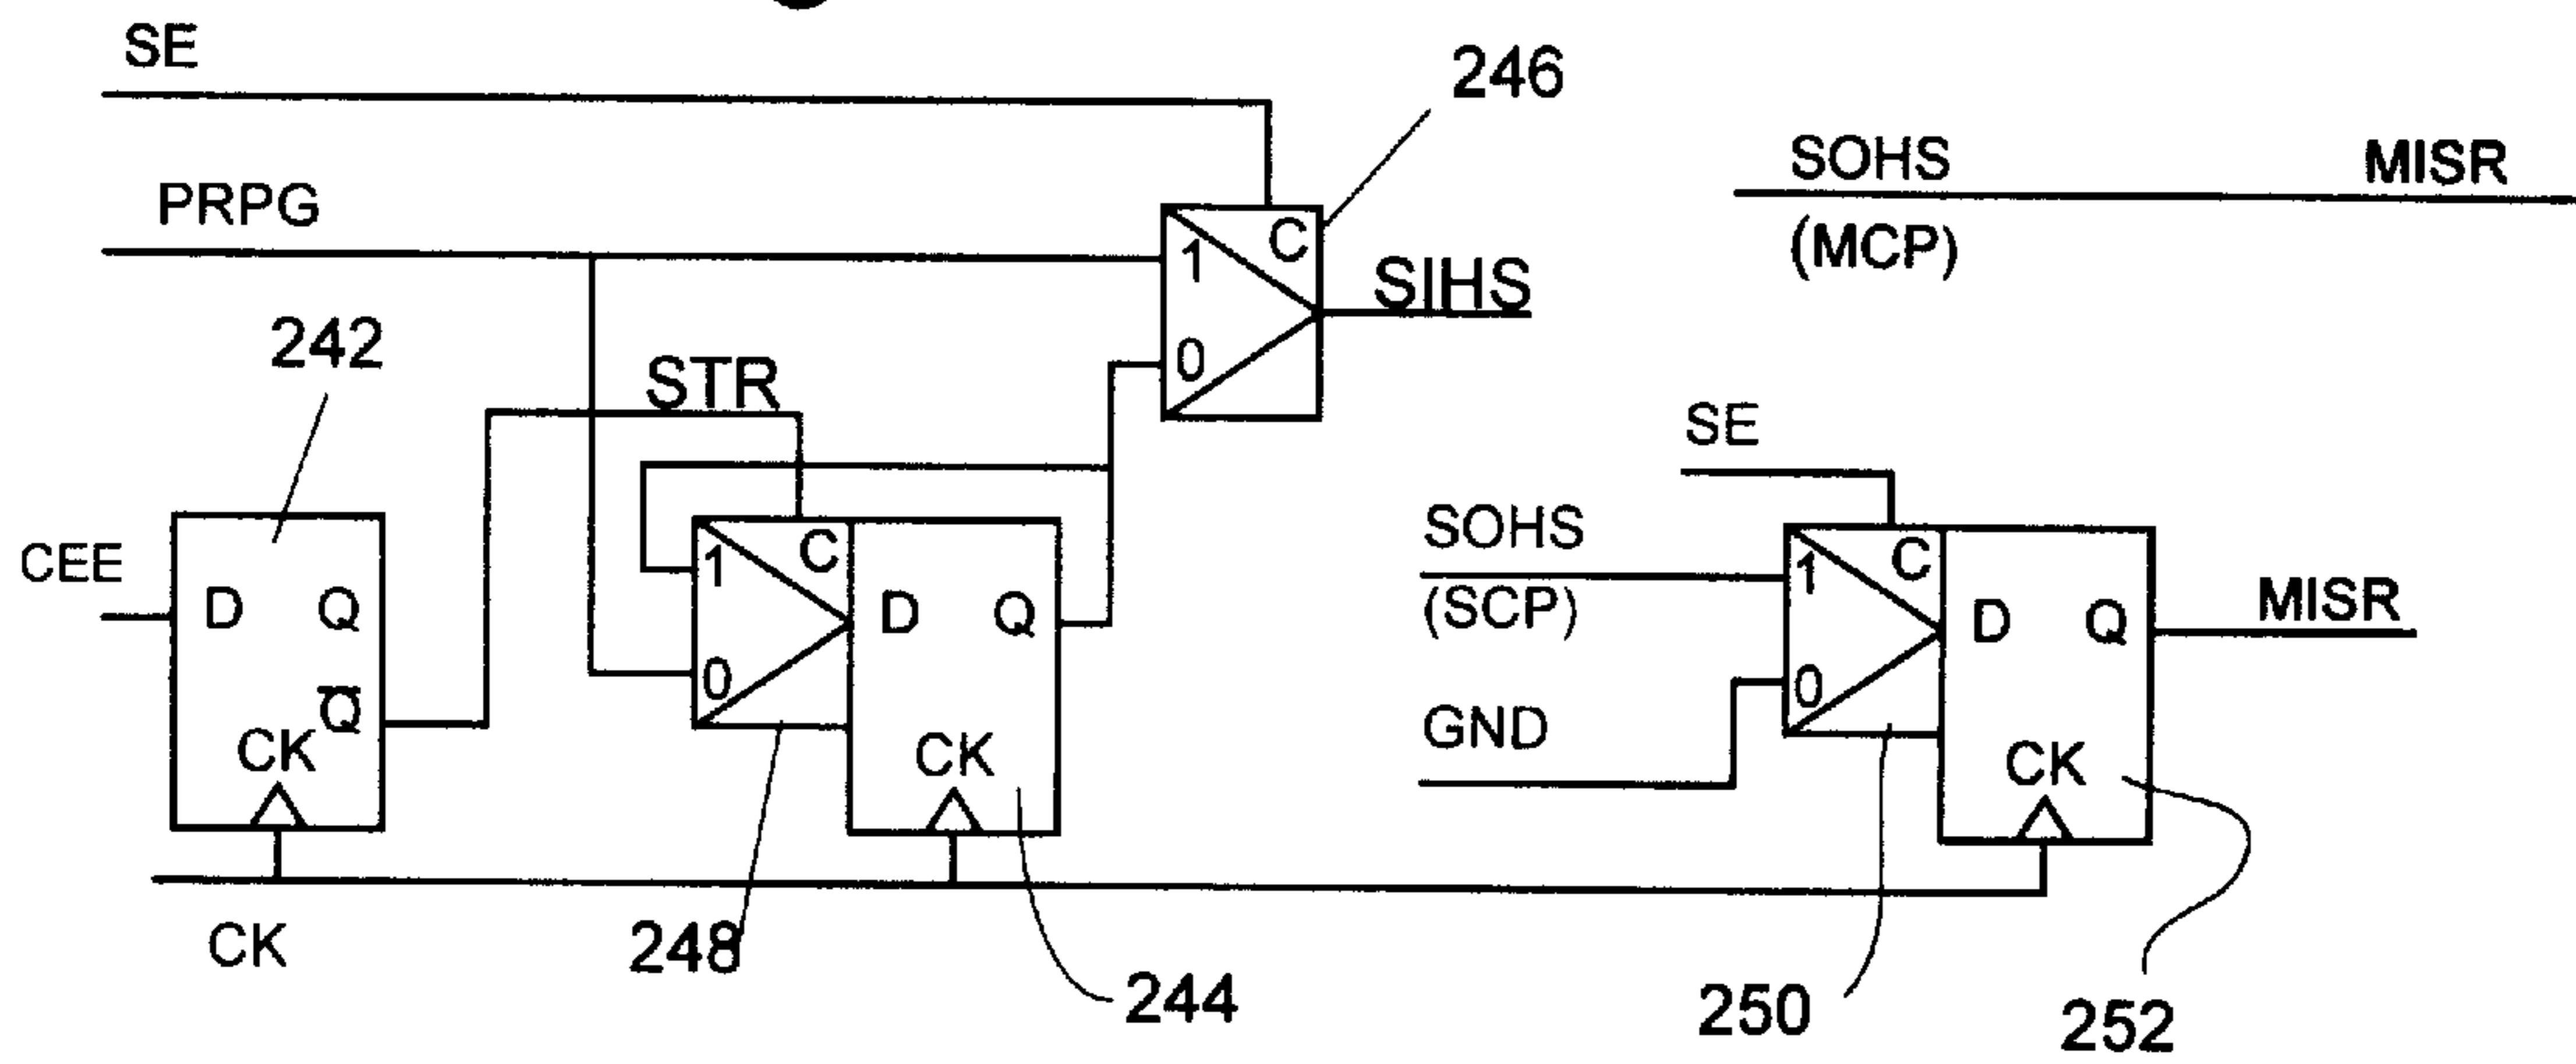 SE
246
PRPG
1
C
0
SIHS
SOHS
(MCP)
MISR
242
STR
CEE
D
Q
Q̅
CK
1
C
0
D
Q
CK
CK
248
244
SE
SOHS
(SCP)
GND
1
C
0
D
Q
CK
MISR
250
252